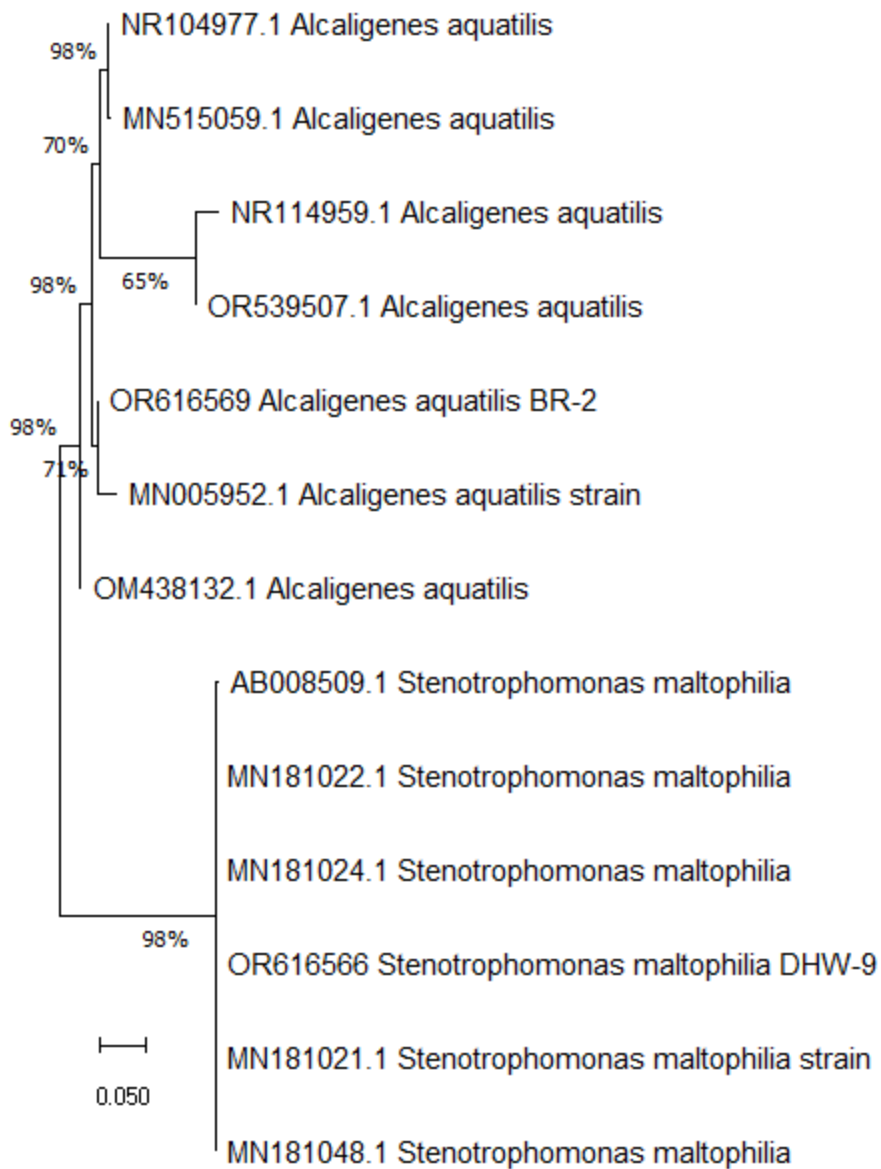 NR104977.1 Alcaligenes aquatilis
98%
MN515059.1 Alcaligenes aquatilis
70%
NR114959.1 Alcaligenes aquatilis
65%
98%
OR539507.1 Alcaligenes aquatilis
OR616569 Alcaligenes aquatilis BR-2
98%
71%
MN005952.1 Alcaligenes aquatilis strain
OM438132.1 Alcaligenes aquatilis
AB008509.1 Stenotrophomonas maltophilia
MN181022.1 Stenotrophomonas maltophilia
MN181024.1 Stenotrophomonas maltophilia
98%
OR616566 Stenotrophomonas maltophilia DHW-9
MN181021.1 Stenotrophomonas maltophilia strain
0.050
MN181048.1 Stenotrophomonas maltophilia